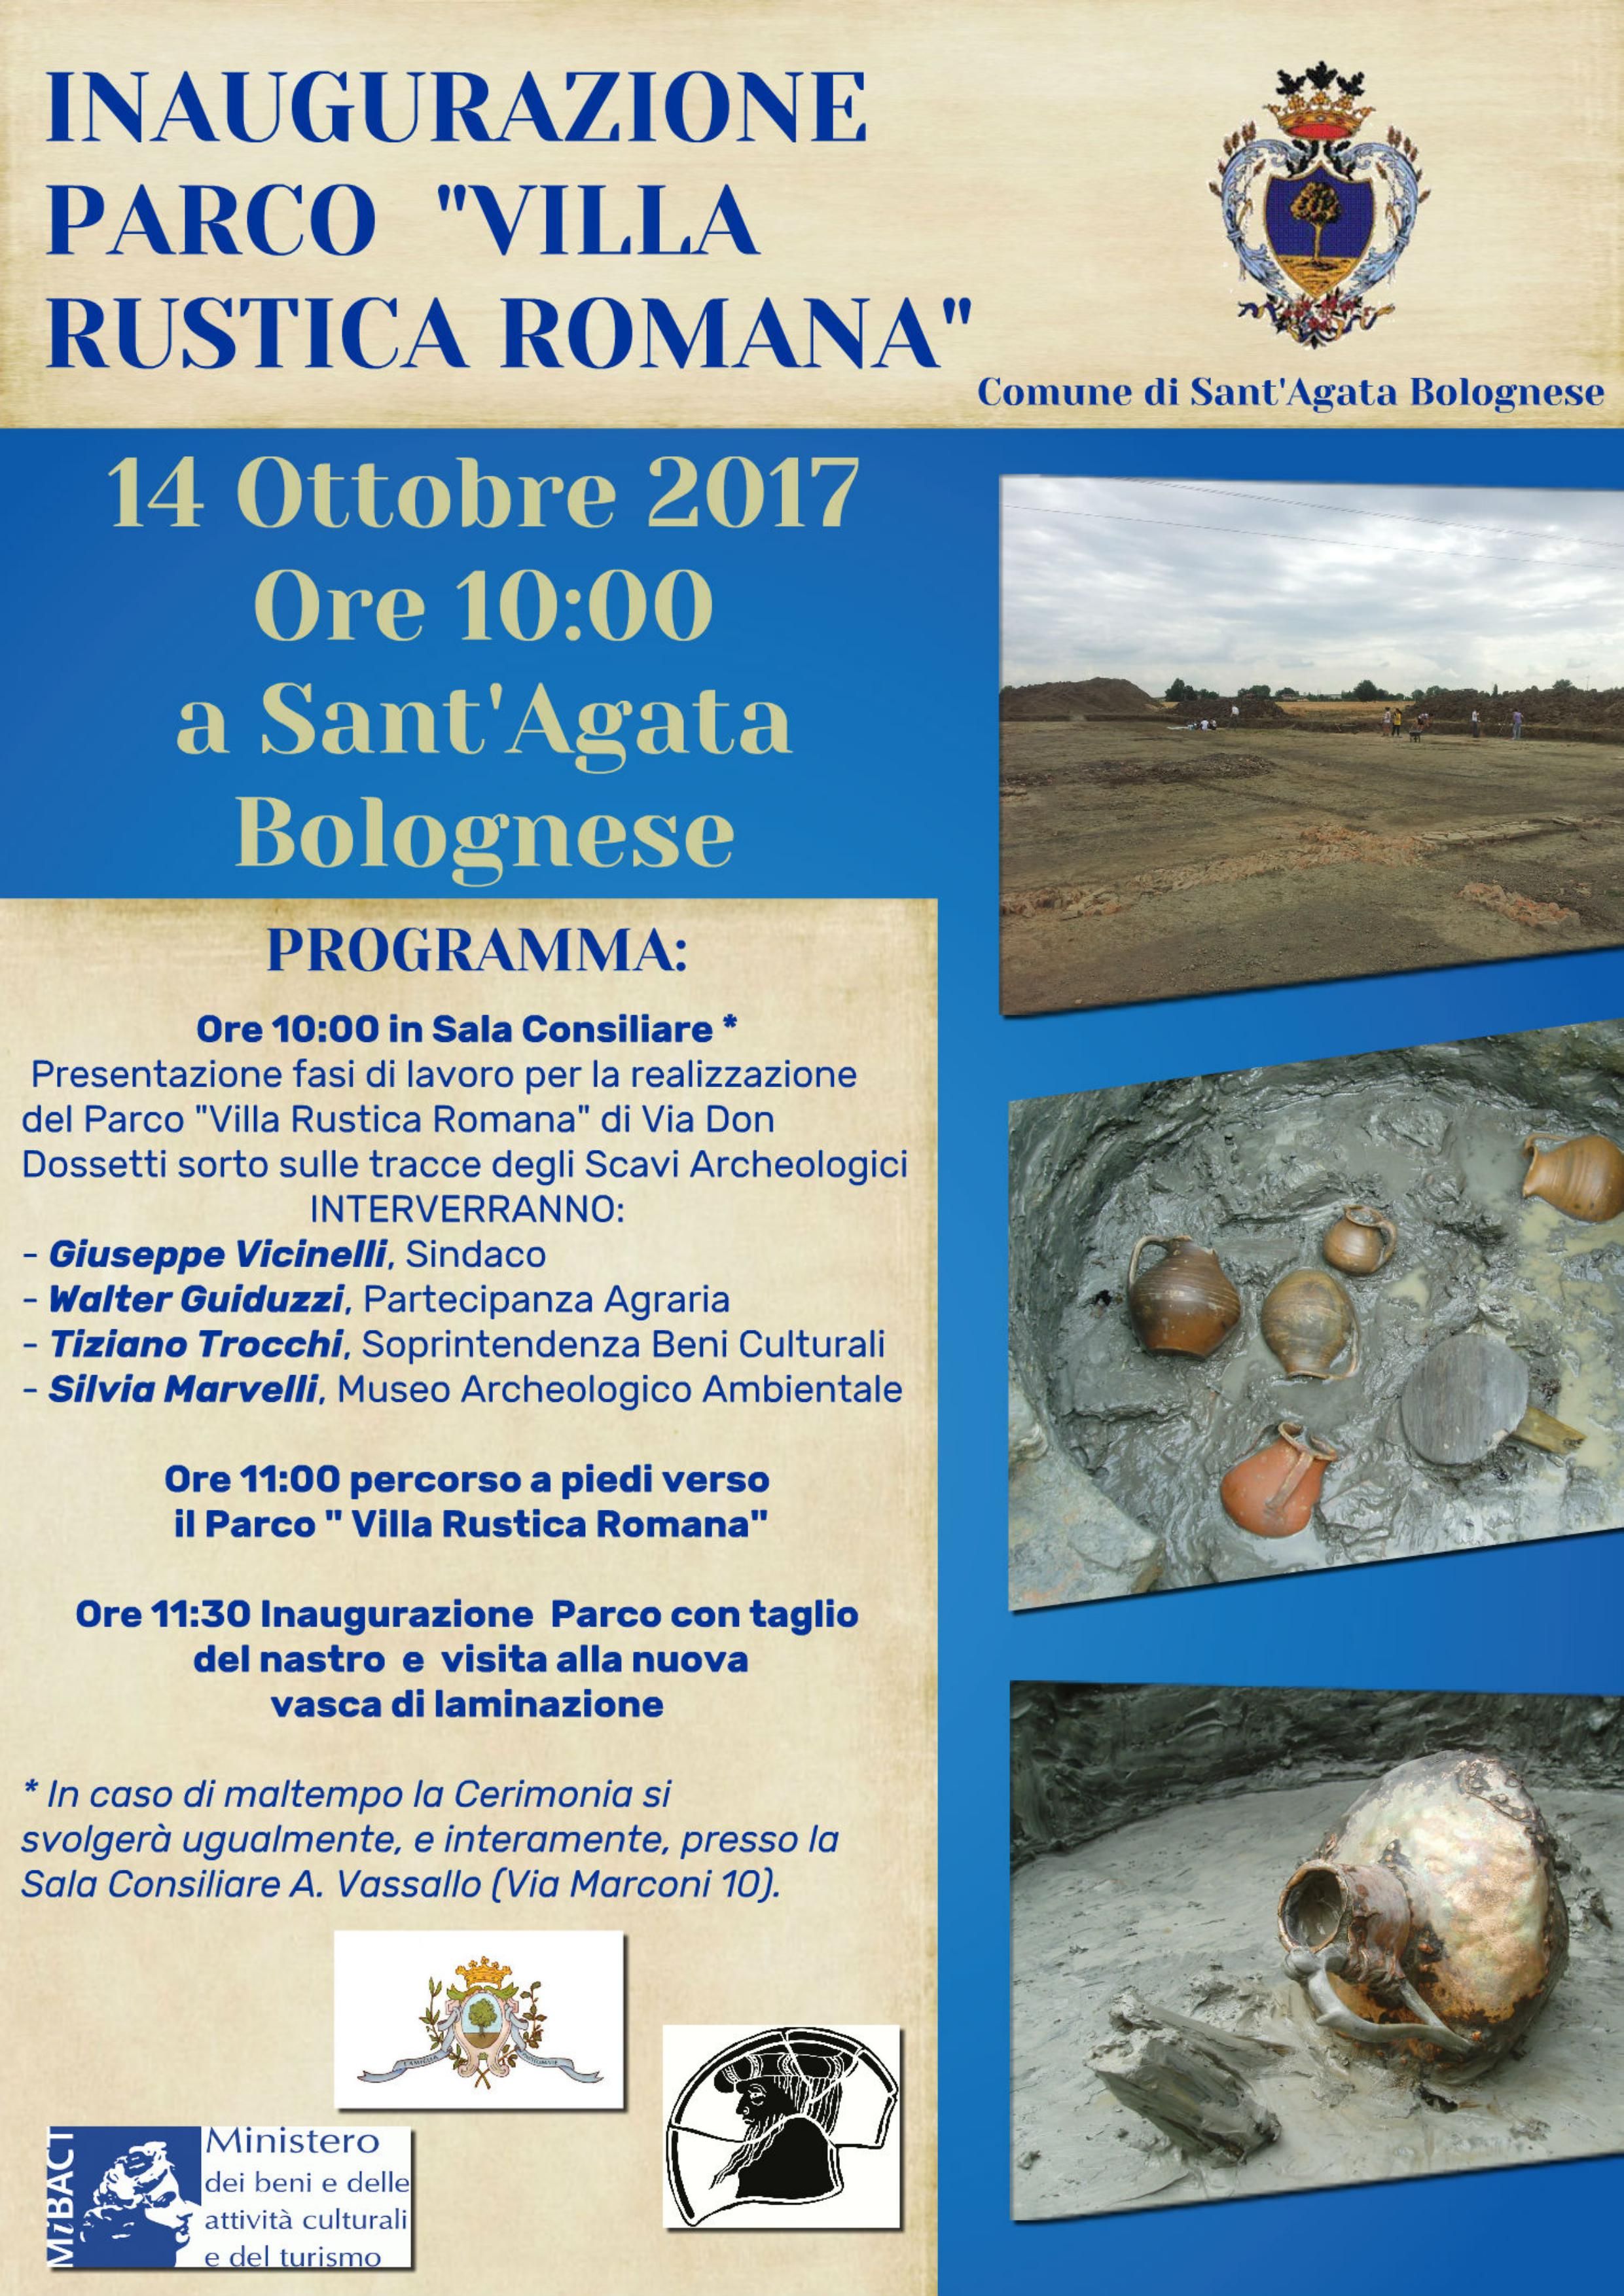 INAUGURAZIONE
PARCO "VILLA
RUSTICA ROMANA"
Comune di Sant'Agata Bolognese
14 Ottobre 2017
Ore 10:00
a Sant'Agata
Bolognese
PROGRAMMA:
Ore 10:00 in Sala Consiliare *
Presentazione fasi di lavoro per la realizzazione
del Parco "Villa Rustica Romana" di Via Don
Dossetti sorto sulle tracce degli Scavi Archeologici
INTERVERRANNO:
- Giuseppe Vicinelli, Sindaco
- Walter Guiduzzi, Partecipanza Agraria
- Tiziano Trocchi, Soprintendenza Beni Culturali
- Silvia Marvelli, Museo Archeologico Ambientale
Ore 11:00 percorso a piedi verso
il Parco " Villa Rustica Romana"
Ore 11:30 Inaugurazione Parco con taglio
del nastro e visita alla nuova
vasca di laminazione
* In caso di maltempo la Cerimonia si
svolgerà ugualmente, e interamente, presso la
Sala Consiliare A. Vassallo (Via Marconi 10).
MiBACT
Ministero
dei beni e delle
attività culturali
e del turismo